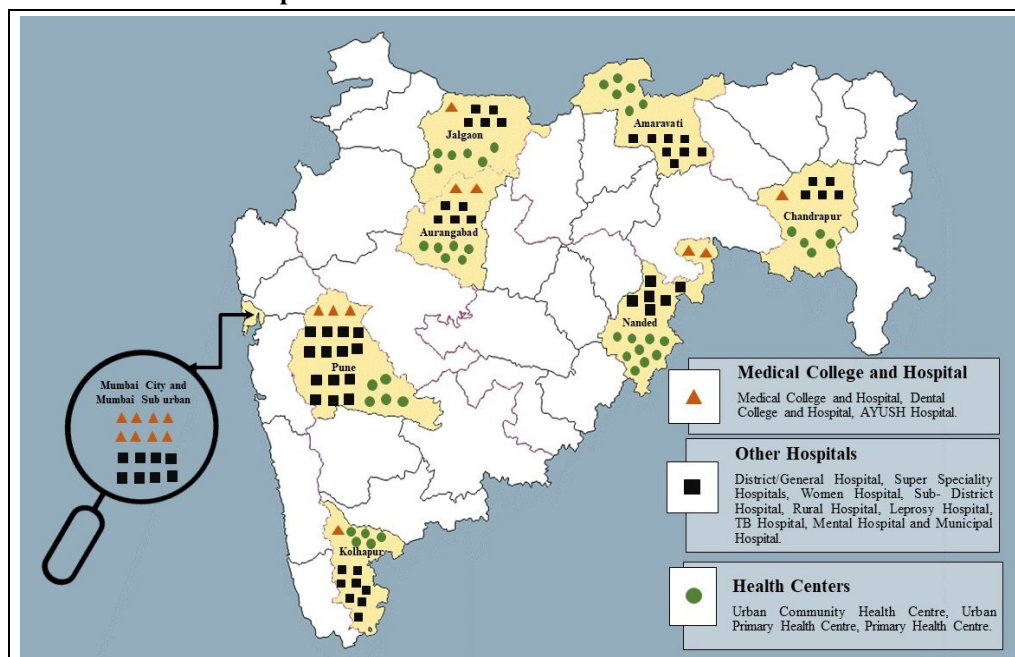 Jalgaon
Amaravati
Chandrapur
Aurangabad
Nanded
Pune
Mumbai City and
Mumbai Sub urban
Kolhapur
Medical College and Hospital
Medical College and Hospital, Dental
College and Hospital, AYUSH Hospital.
Other Hospitals
District/General Hospital, Super Speciality
Hospitals, Women Hospital, Sub- District
Hospital, Rural Hospital, Leprosy Hospital,
TB Hospital, Mental Hospital and Municipal
Hospital.
Health Centers
Urban Community Health Centre, Urban
Primary Health Centre, Primary Health Centre.